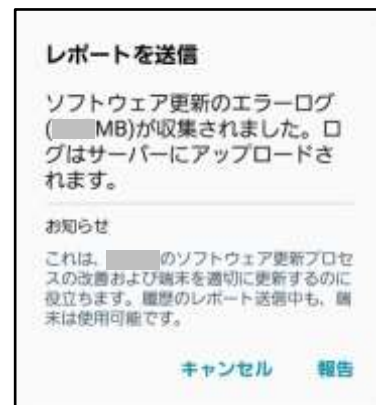 レポートを送信
ソフトウェア更新のエラーログ
(MB)が収集されました。ロ
グはサーバーにアップロードさ
れます。
お知らせ
これは、のソフトウェア更新プロセ
スの改善および端末を適切に更新するのに
役立ちます。履歴のレポート送信中も、端
末は使用可能です。
キャンセル 報告